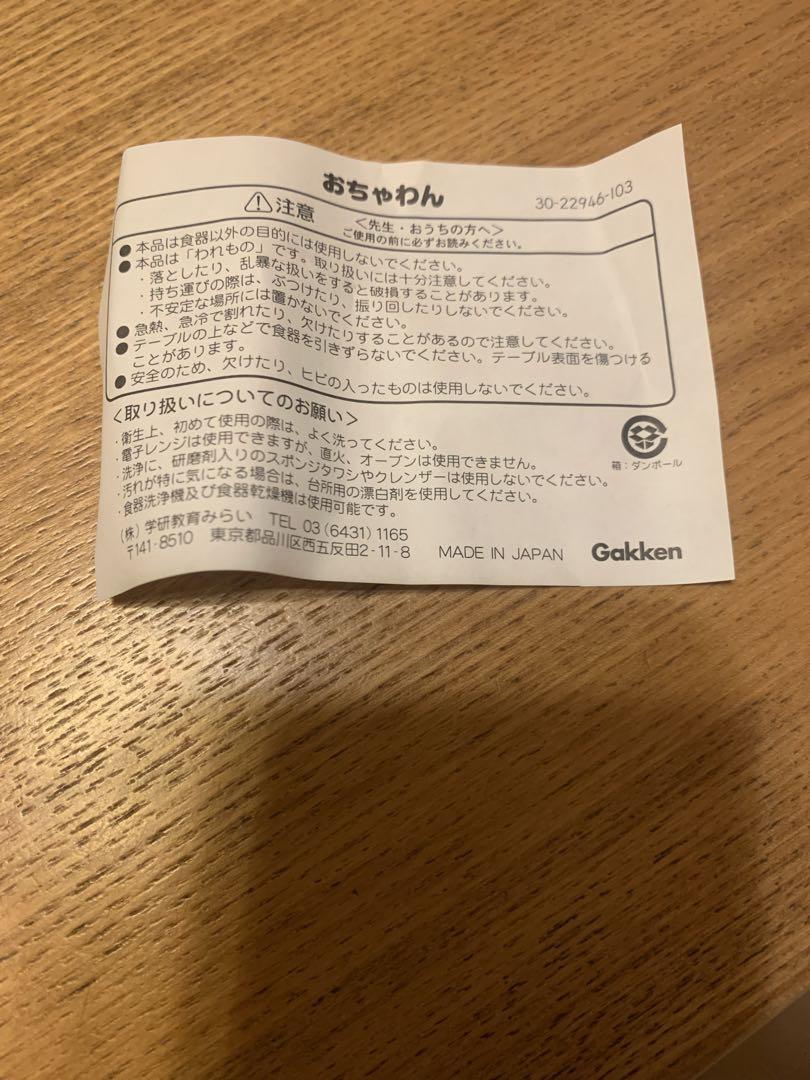 おちゃわん
30-22946-103
注意
＜先生・おうちの方へ＞
ご使用の前に必ずお読みください。
●本品は食器以外の目的には使用しないでください。
●本品は「われもの」です。取り扱いには十分注意してください。
・落としたり、乱暴な扱いをすると破損することがあります。
・持ち運びの際は、ぶつけたり、振り回したりしないでください。
・不安定な場所には置かないでください。
●急熱、急冷で割れたり、欠けたりすることがあるので注意してください。
●テーブルの上などで食器を引きずらないでください。テーブル表面を傷つける
ことがあります。
●安全のため、欠けたり、ヒビの入ったものは使用しないでください。
＜取り扱いについてのお願い＞
・衛生上、初めて使用の際は、よく洗ってください。
・電子レンジは使用できますが、直火、オーブンは使用できません。
・洗浄に、研磨剤入りのスポンジタワシやクレンザーは使用しないでください。
・汚れが特に気になる場合は、台所用の漂白剤を使用してください。
・食器洗浄機及び食器乾燥機は使用可能です。
箱：ダンボール
(株) 学研教育みらい TEL 03 (6431) 1165
〒141-8510 東京都品川区西五反田2-11-8 MADE IN JAPAN Gakken